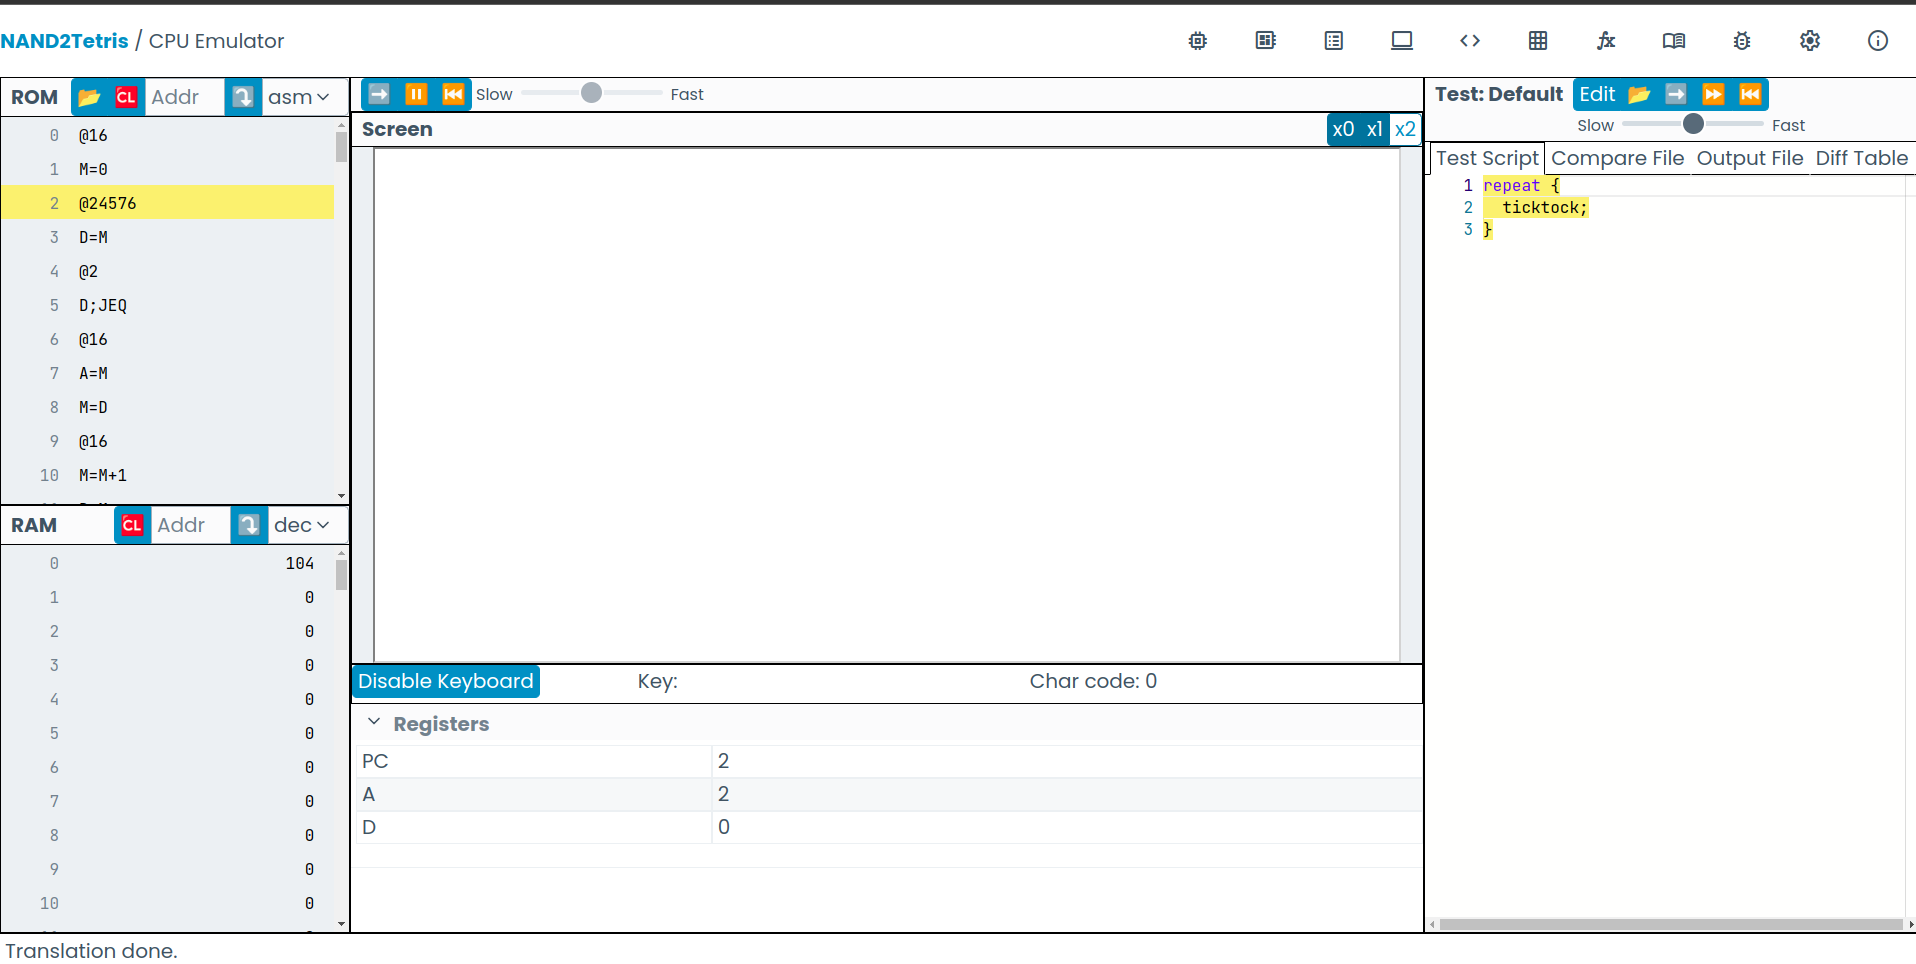 NAND2Tetris / CPU Emulator
ROM CL Addr asm
0 @16
1 M=0
2 @24576
3 D=M
4 @2
5 D;JEQ
6 @16
7 A=M
8 M=D
9 @16
10 M=M+1
RAM CL Addr dec
0 104
1 0
2 0
3 0
4 0
5 0
6 0
7 0
8 0
9 0
10 0
Slow Fast
Screen x0 x1 x2
Disable Keyboard Key: Char code: 0
Registers
PC 2
A 2
D 0
Test: Default Edit
Slow Fast
Test Script Compare File Output File Diff Table
1 repeat {
2 ticktock;
3 }
Translation done.